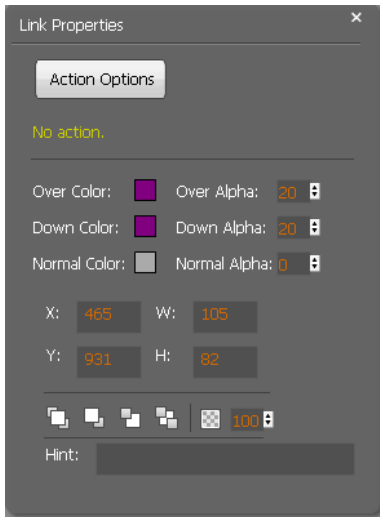 Link Properties ×
Action Options
No action.
Over Color: Over Alpha: 20
Down Color: Down Alpha: 20
Normal Color: Normal Alpha: 0
X: 465 W: 105
Y: 931 H: 82
100
Hint: